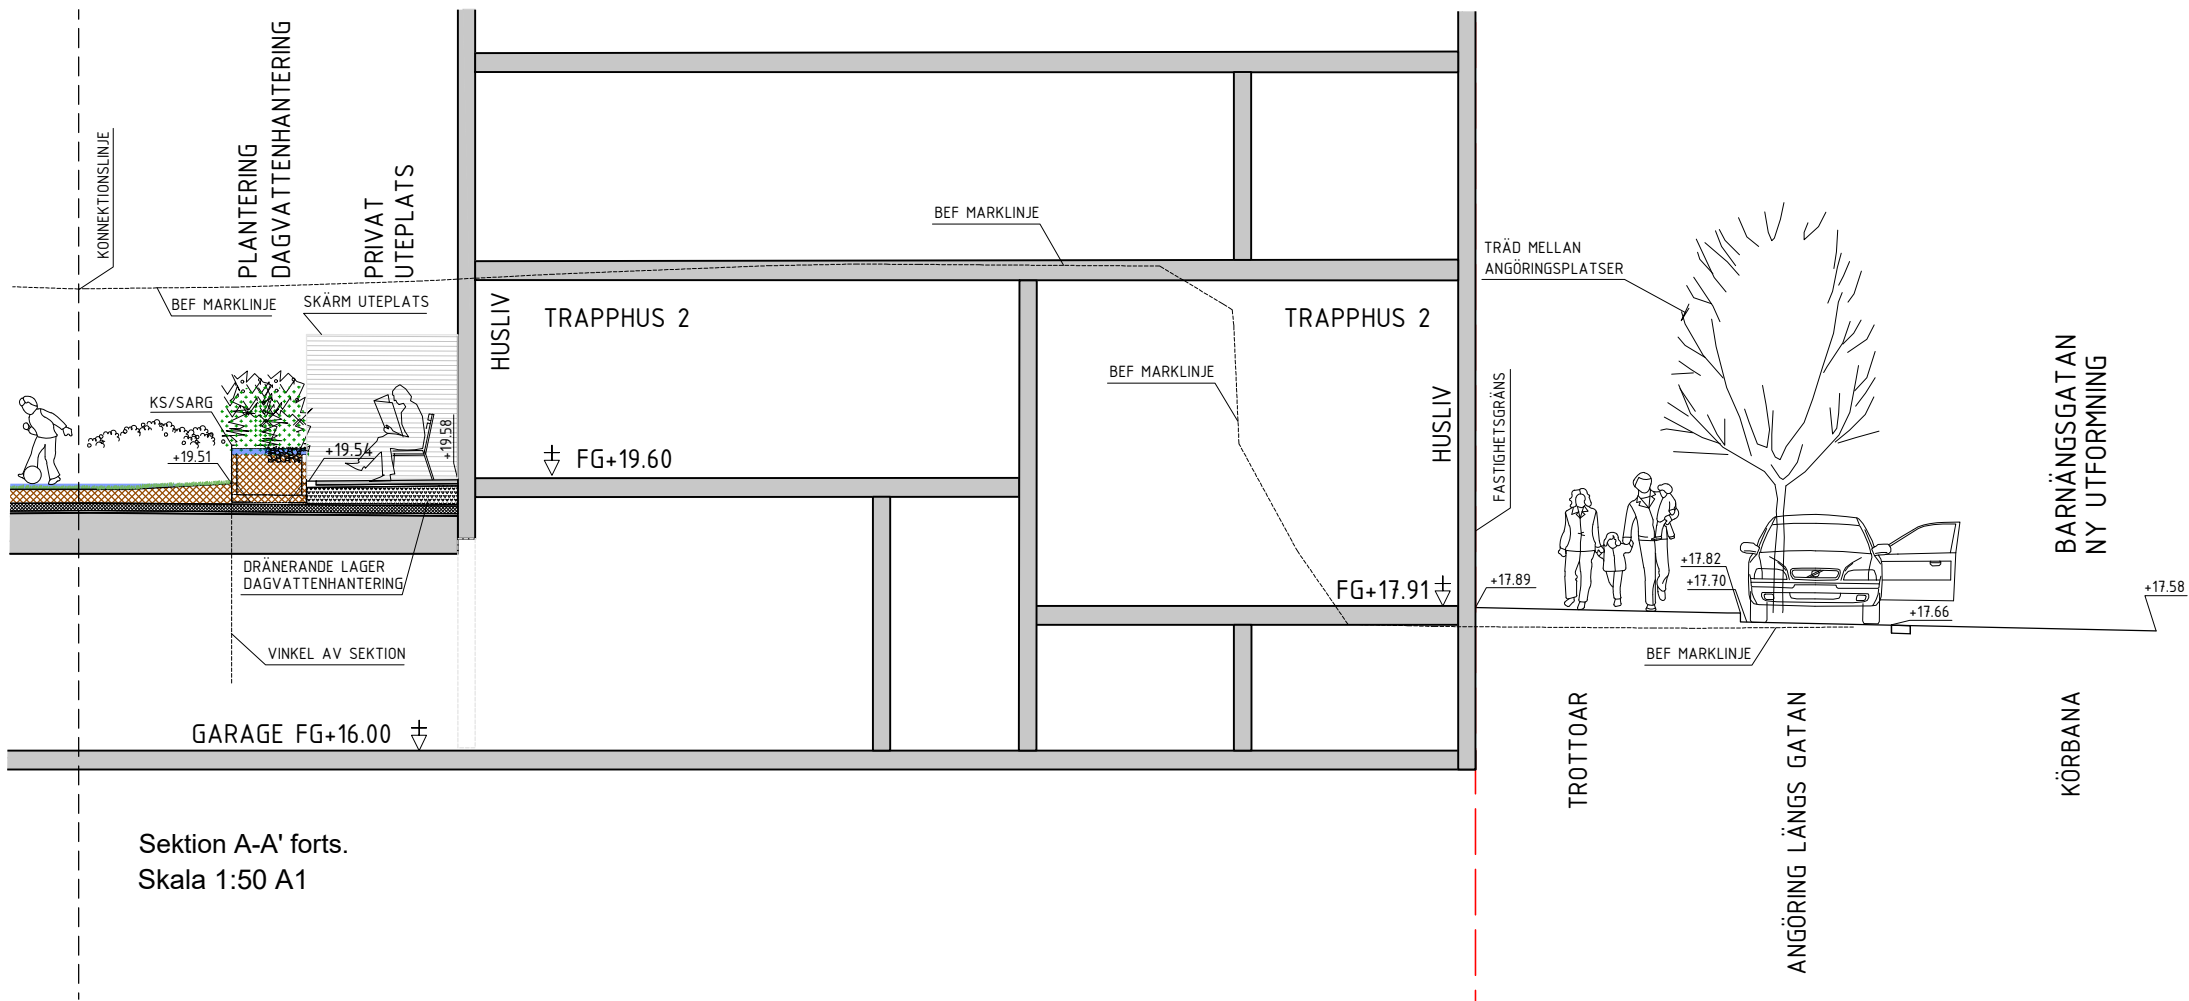 KONNEKTIONSLINJE
PLANTERING
DAGVATTENHANTERING
PRIVAT
UTEPLATS
BEF MARKLINJE
SKÄRM UTEPLATS
KS/SARG
+19.51
+19.54
+19.58
DRÄNERANDE LAGER
DAGVATTENHANTERING
VINKEL AV SEKTION
GARAGE FG+16.00
HUSLIV
TRAPPHUS 2
FG+19.60
BEF MARKLINJE
BEF MARKLINJE
TRAPPHUS 2
HUSLIV
FG+17.91
FASTIGHETSGRÄNS
TRÄD MELLAN
ANGÖRINGSPLATSER
+17.89
+17.82
+17.70
+17.66
+17.58
BEF MARKLINJE
BARNÄNGSGATAN
NY UTFORMNING
TROTTOAR
ANGÖRING LÄNGS GATAN
KÖRBANA
Sektion A-A' forts.
Skala 1:50 A1